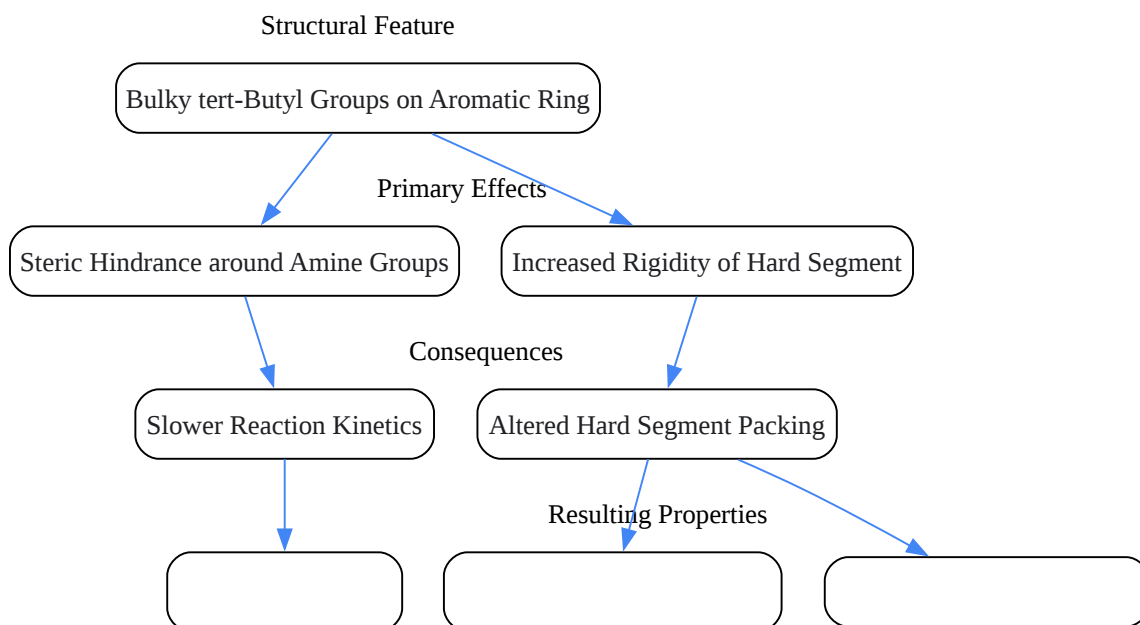 Structural Feature
Bulky tert-Butyl Groups on Aromatic Ring
Primary Effects
Steric Hindrance around Amine Groups
Increased Rigidity of Hard Segment
Consequences
Slower Reaction Kinetics
Altered Hard Segment Packing
Resulting Properties